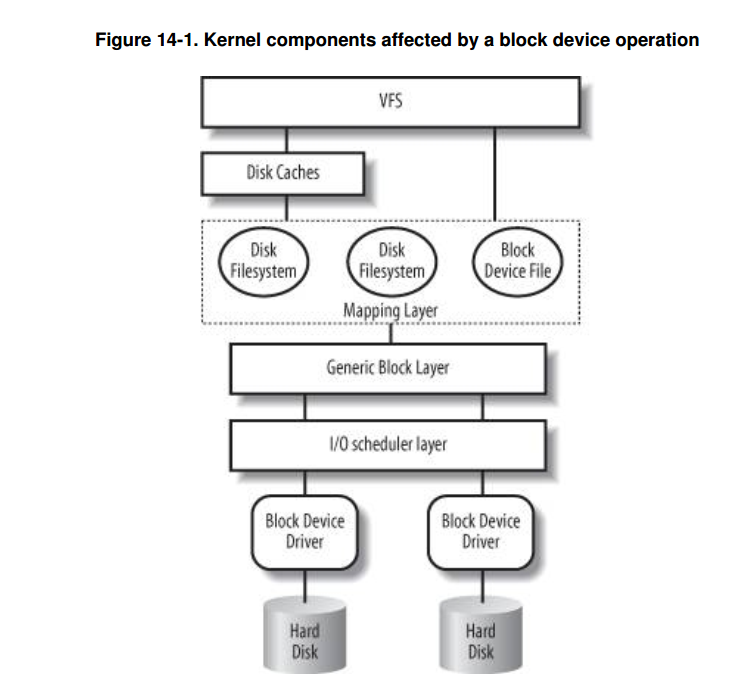 Figure 14-1. Kernel components affected by a block device operation
VFS
Disk Caches
Disk
Filesystem
Disk
Filesystem
Block
Device File
Mapping Layer
Generic Block Layer
I/O scheduler layer
Block Device
Driver
Block Device
Driver
Hard
Disk
Hard
Disk